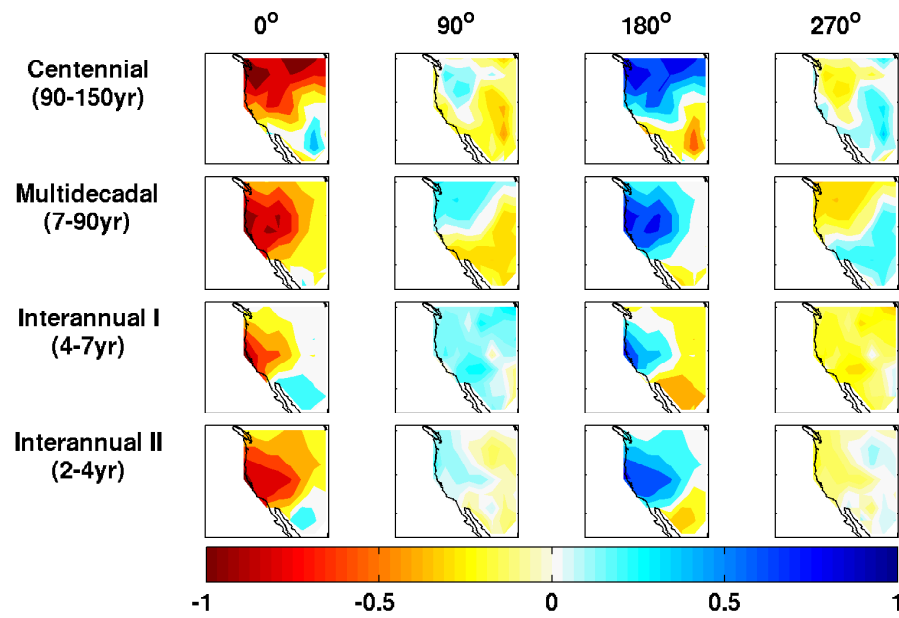 0° 90° 180° 270°
Centennial
(90-150yr)
Multidecadal
(7-90yr)
Interannual I
(4-7yr)
Interannual II
(2-4yr)
-1 -0.5 0 0.5 1